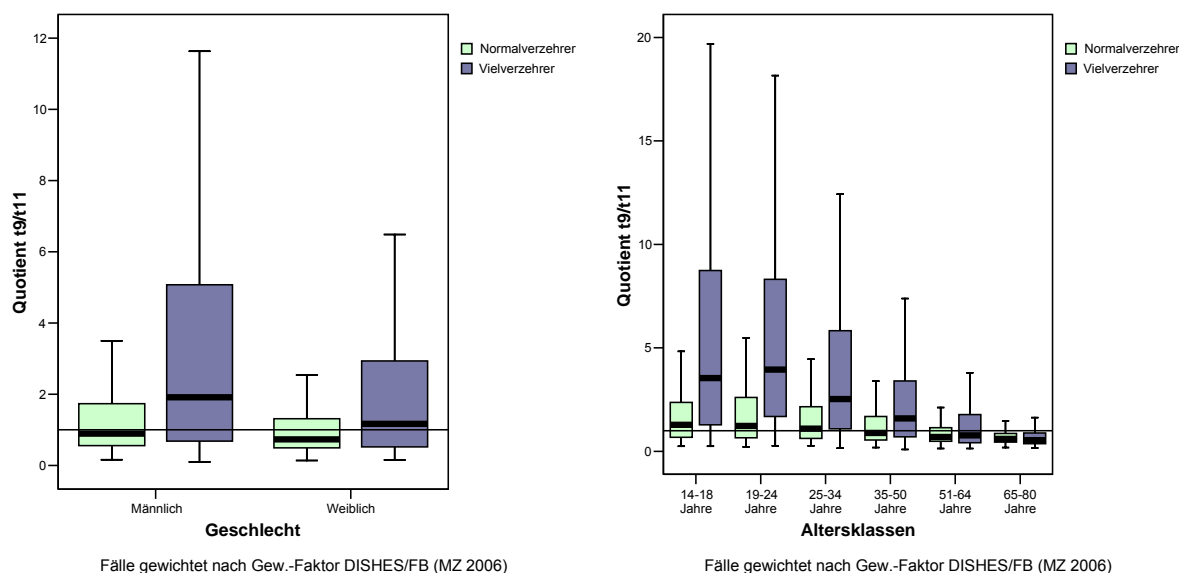 12
10
8
6
4
2
0
Quotient t9/t11
Männlich
Weiblich
Geschlecht
Normalverzehrer
Vielverzehrer
Fälle gewichtet nach Gew.-Faktor DISHES/FB (MZ 2006)
20
15
10
5
0
Quotient t9/t11
14-18 Jahre
19-24 Jahre
25-34 Jahre
35-50 Jahre
51-64 Jahre
65-80 Jahre
Altersklassen
Normalverzehrer
Vielverzehrer
Fälle gewichtet nach Gew.-Faktor DISHES/FB (MZ 2006)